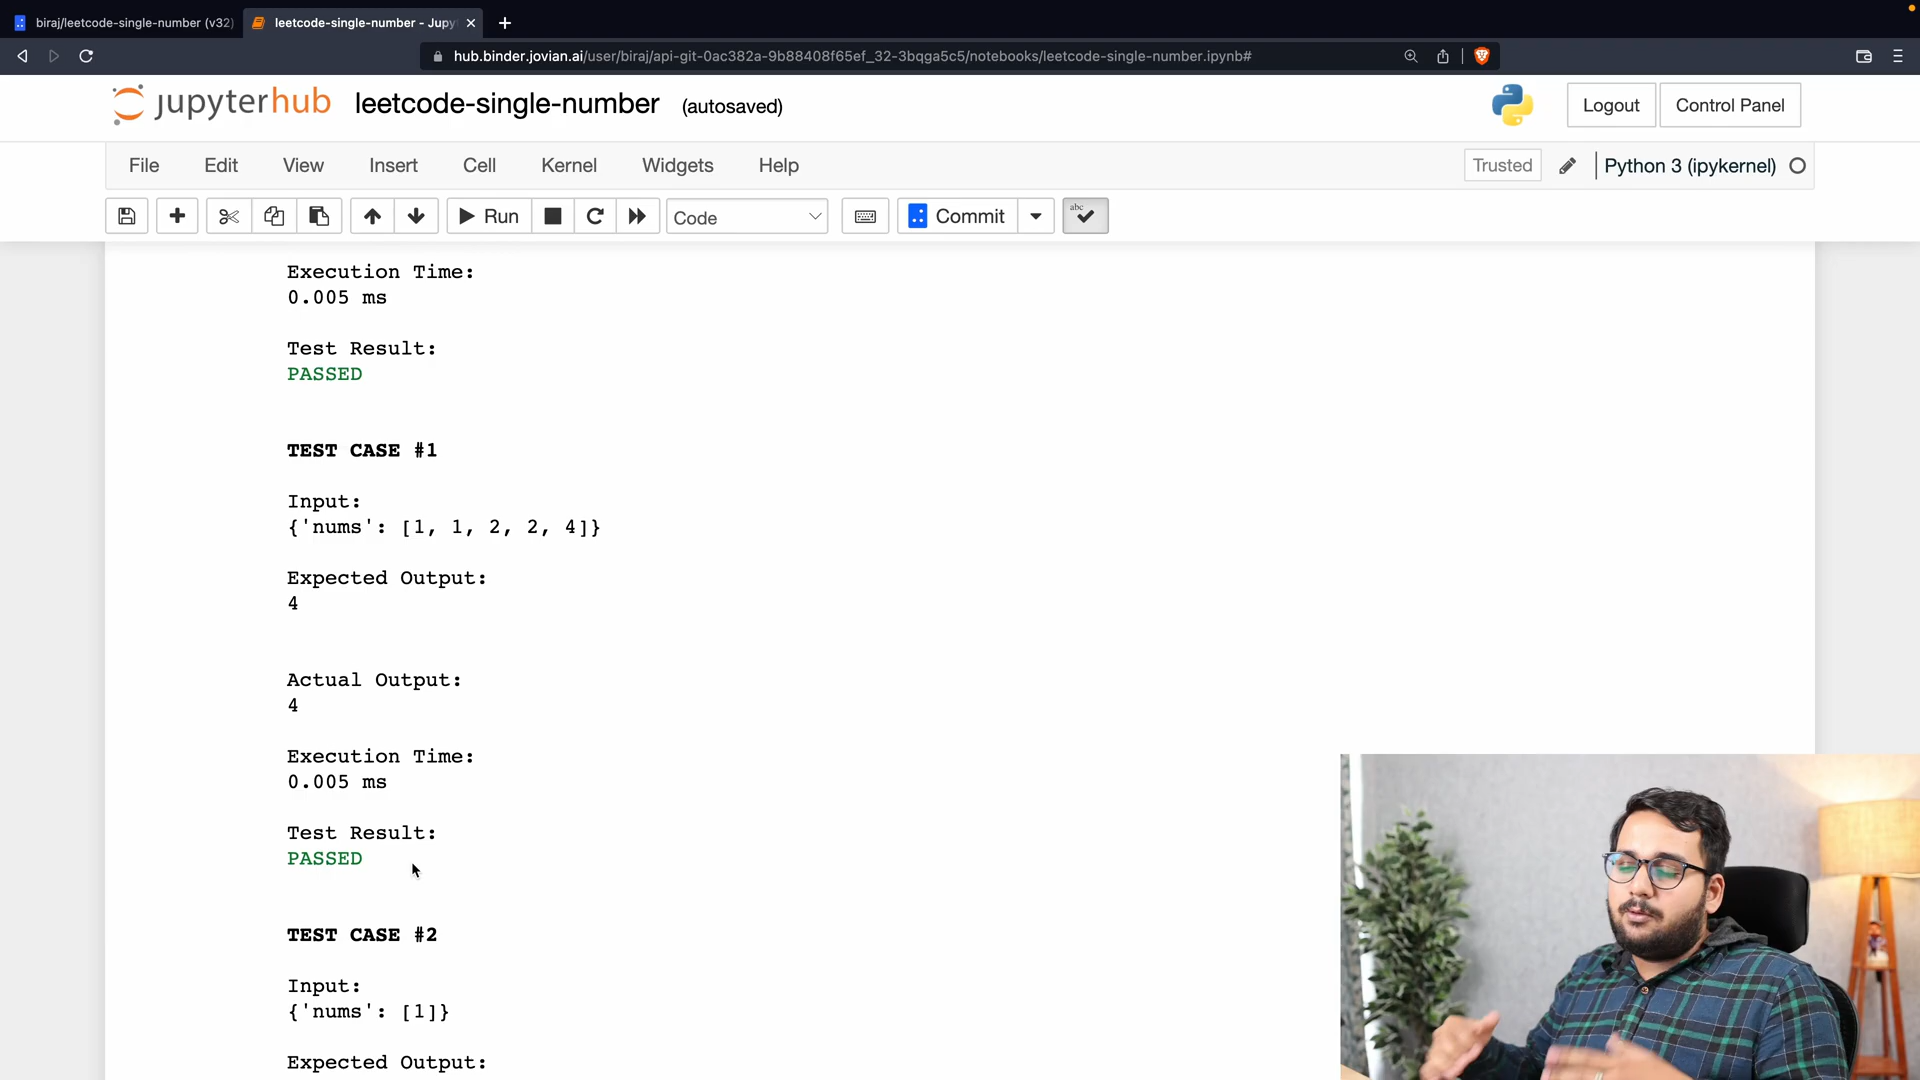 biraj/leetcode-single-number (v32)
leetcode-single-number - Jupy
hub.binder.jovian.ai/user/biraj/api-git-0ac382a-9b88408f65ef_32-3bqga5c5/notebooks/leetcode-single-number.ipynb#
jupyterhub leetcode-single-number (autosaved)
Logout Control Panel
File Edit View Insert Cell Kernel Widgets Help
Trusted Python 3 (ipykernel)
Run Code Commit abc
Execution Time:
0.005 ms
Test Result:
PASSED
TEST CASE #1
Input:
{'nums': [1, 1, 2, 2, 4]}
Expected Output:
4
Actual Output:
4
Execution Time:
0.005 ms
Test Result:
PASSED
TEST CASE #2
Input:
{'nums': [1]}
Expected Output: